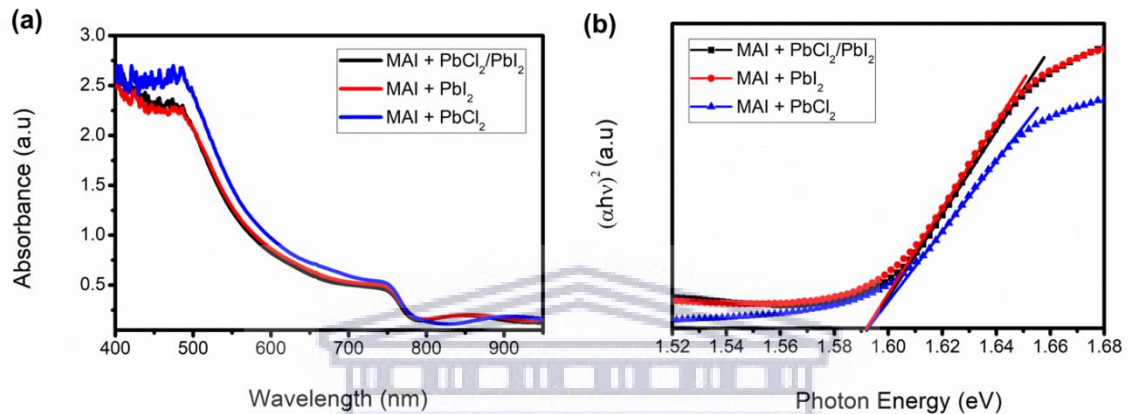 (a)
Absorbance (a.u)
2.5
2.0
1.5
1.0
0.5
400 500 600 700 800 900
Wavelength (nm)
MAI + PbCl₂/PbI₂
MAI + PbI₂
MAI + PbCl₂
(b)
(αhν)² (a.u)
MAI + PbCl₂/PbI₂
MAI + PbI₂
MAI + PbCl₂
1.52 1.54 1.56 1.58 1.60 1.62 1.64 1.66 1.68
Photon Energy (eV)